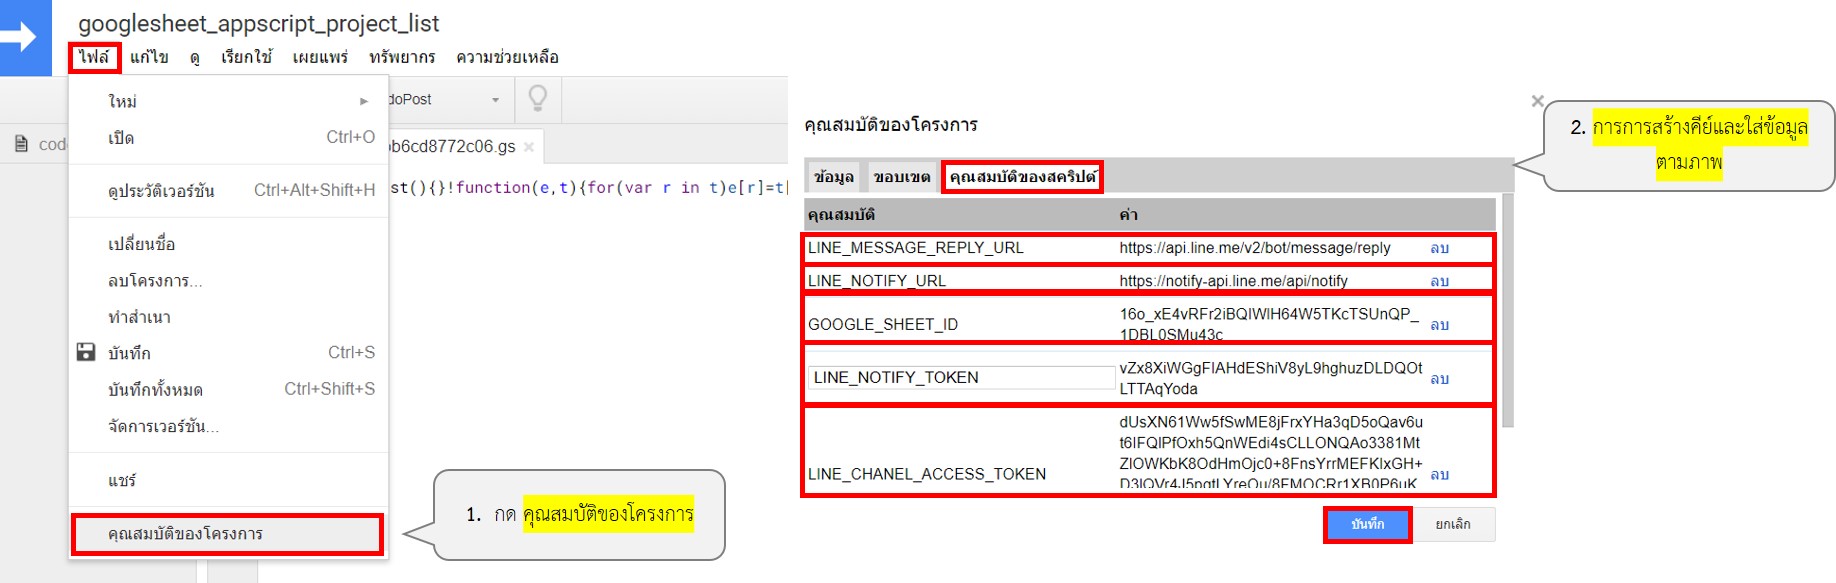 googlesheet_appscript_project_list
ไฟล์ แก้ไข ดู เรียกใช้ เผยแพร่ ทรัพยากร ความช่วยเหลือ
ใหม่
doPost
เปิด Ctrl+O
code
b6cd8772c06.gs
ดูประวัติเวอร์ชัน Ctrl+Alt+Shift+H
st(){}!function(e,t){for(var r in t)e[r]=t[
เปลี่ยนชื่อ
ลบโครงการ...
ทำสำเนา
บันทึก Ctrl+S
บันทึกทั้งหมด Ctrl+Shift+S
จัดการเวอร์ชัน...
แชร์
คุณสมบัติของโครงการ
1. กด คุณสมบัติของโครงการ
คุณสมบัติของโครงการ
2. การการสร้างคีย์และใส่ข้อมูล
ตามภาพ
ข้อมูล ขอบเขต คุณสมบัติของสคริปต์
คุณสมบัติ ค่า
LINE_MESSAGE_REPLY_URL https://api.line.me/v2/bot/message/reply ลบ
LINE_NOTIFY_URL https://notify-api.line.me/api/notify ลบ
GOOGLE_SHEET_ID 16o_xE4vRFr2iBQIWlH64W5TKcTSUnQP_ ลบ
1DBL0SMu43c
LINE_NOTIFY_TOKEN vZx8XiWGgFIAHdEShiV8yL9hghuzDLDQOt ลบ
LTTAqYoda
LINE_CHANEL_ACCESS_TOKEN dUsXN61Ww5fSwME8jFrxYHa3qD5oQav6u ลบ
t6IFQIPfOxh5QnWEdi4sCLLONQAo3381Mt
ZIOWKbK8OdHmOjc0+8FnsYrrMEFKlxGH+
D3lQVr4J5pgtLYreQu/8FMOCRr1XB0P6uK
บันทึก ยกเลิก